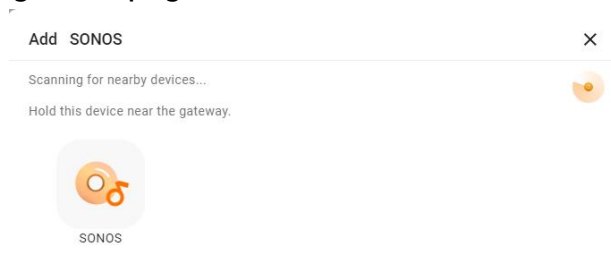 Add SONOS
Scanning for nearby devices...
Hold this device near the gateway.
SONOS